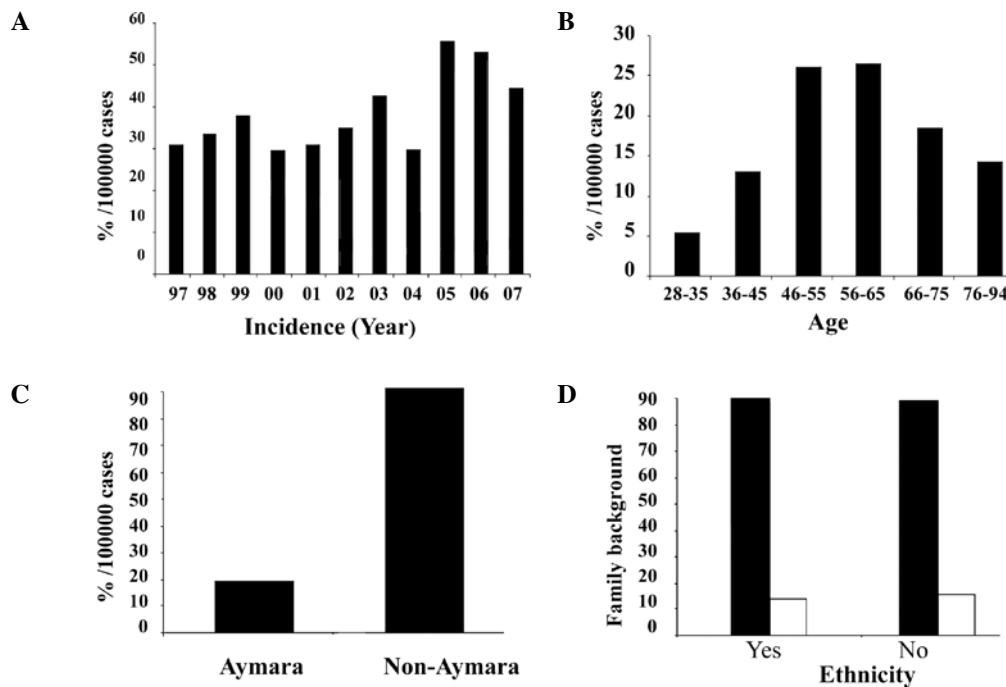 A
% /100000 cases
60
50
40
30
20
10
0
97 98 99 00 01 02 03 04 05 06 07
Incidence (Year)
B
% /100000 cases
30
25
20
15
10
5
0
28-35 36-45 46-55 56-65 66-75 76-94
Age
C
% /100000 cases
90
80
70
60
50
40
30
20
10
0
Aymara Non-Aymara
D
Family background
90
80
70
60
50
40
30
20
10
0
Yes No
Ethnicity